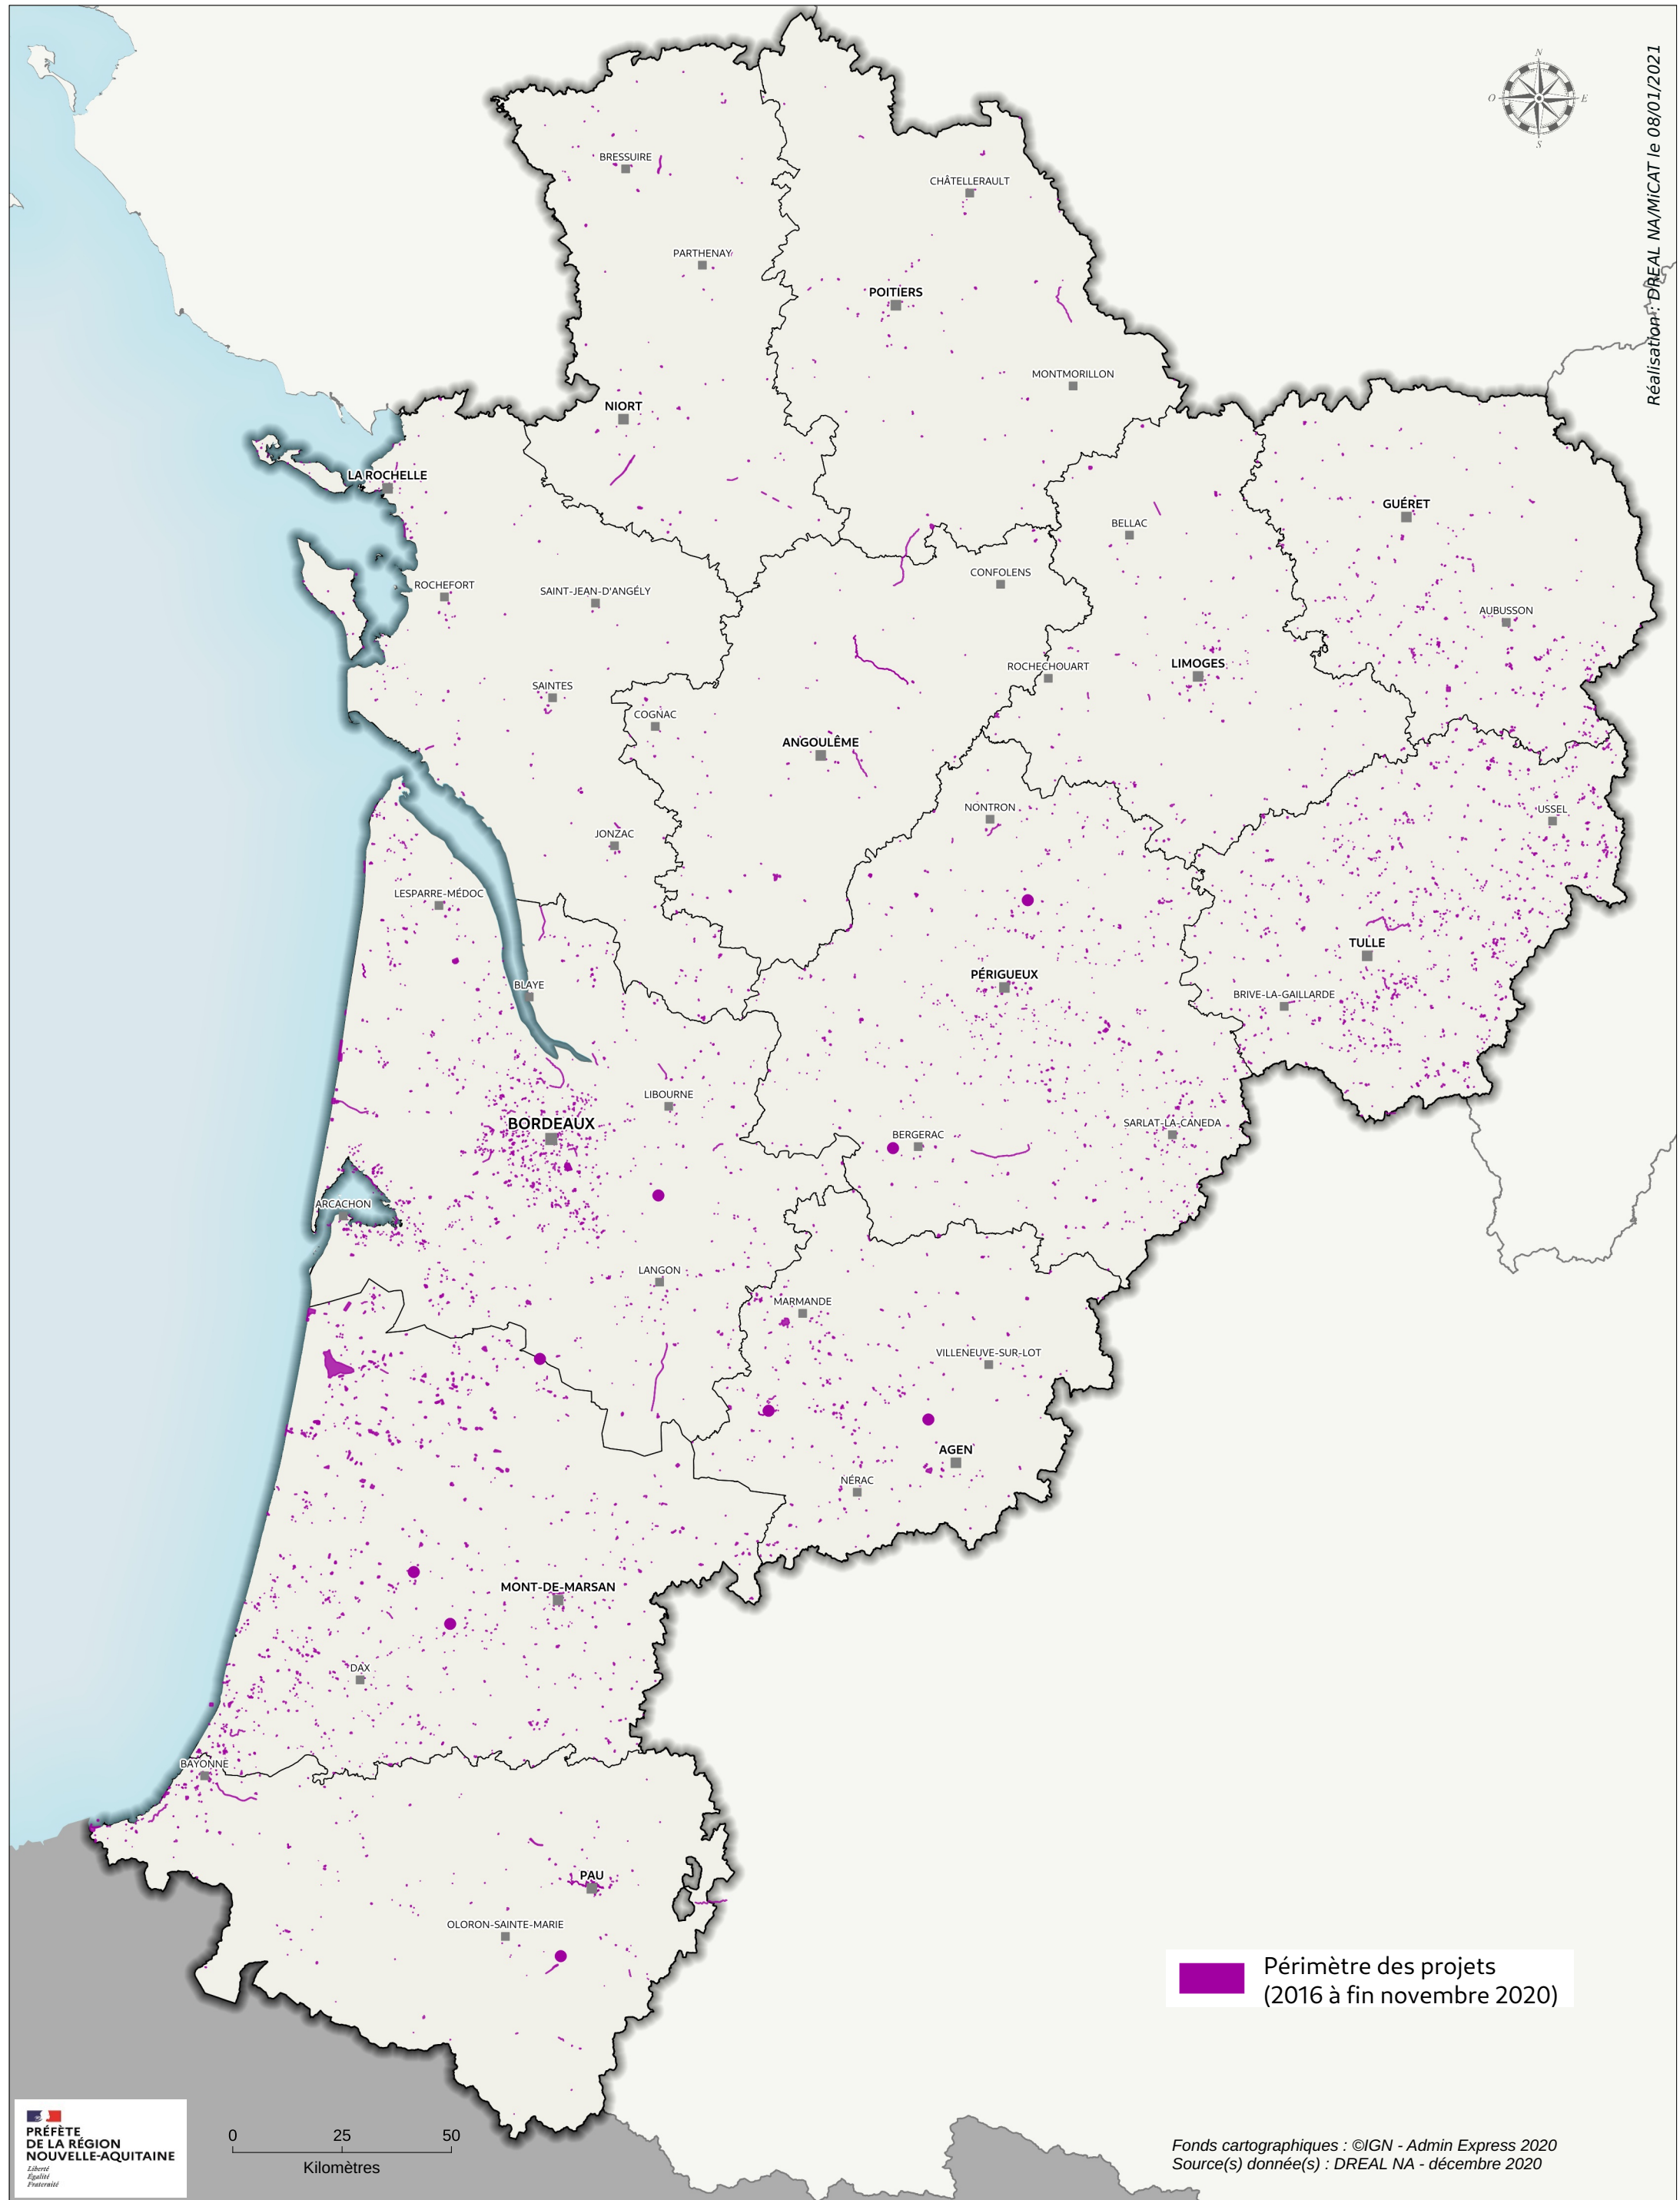 N
O
E
S
Réalisation : DREAL NA/MiCAT le 08/01/2021
BRESSUIRE
CHÂTELLERAULT
PARTHENAY
POITIERS
MONTMORILLON
NIORT
LA ROCHELLE
GUÉRET
BELLAC
CONFOLENS
ROCHEFORT
SAINT-JEAN-D'ANGÉLY
AUBUSSON
ROCHECHOUART
LIMOGES
SAINTES
COGNAC
ANGOULÊME
NONTRON
USSEL
JONZAC
LESPARRE-MÉDOC
TULLE
PÉRIGUEUX
BLAYE
BRIVE-LA-GAILLARDE
LIBOURNE
BORDEAUX
SARLAT-LA-CANEDA
BERGERAC
ARCACHON
LANGON
MARMANDE
VILLENEUVE-SUR-LOT
AGEN
NÉRAC
MONT-DE-MARSAN
DAX
BAYONNE
PAU
OLORON-SAINTE-MARIE
Périmètre des projets
(2016 à fin novembre 2020)
PRÉFÈTE
DE LA RÉGION
NOUVELLE-AQUITAINE
Liberté
Égalité
Fraternité
0 25 50
Kilomètres
Fonds cartographiques : ©IGN - Admin Express 2020
Source(s) donnée(s) : DREAL NA - décembre 2020